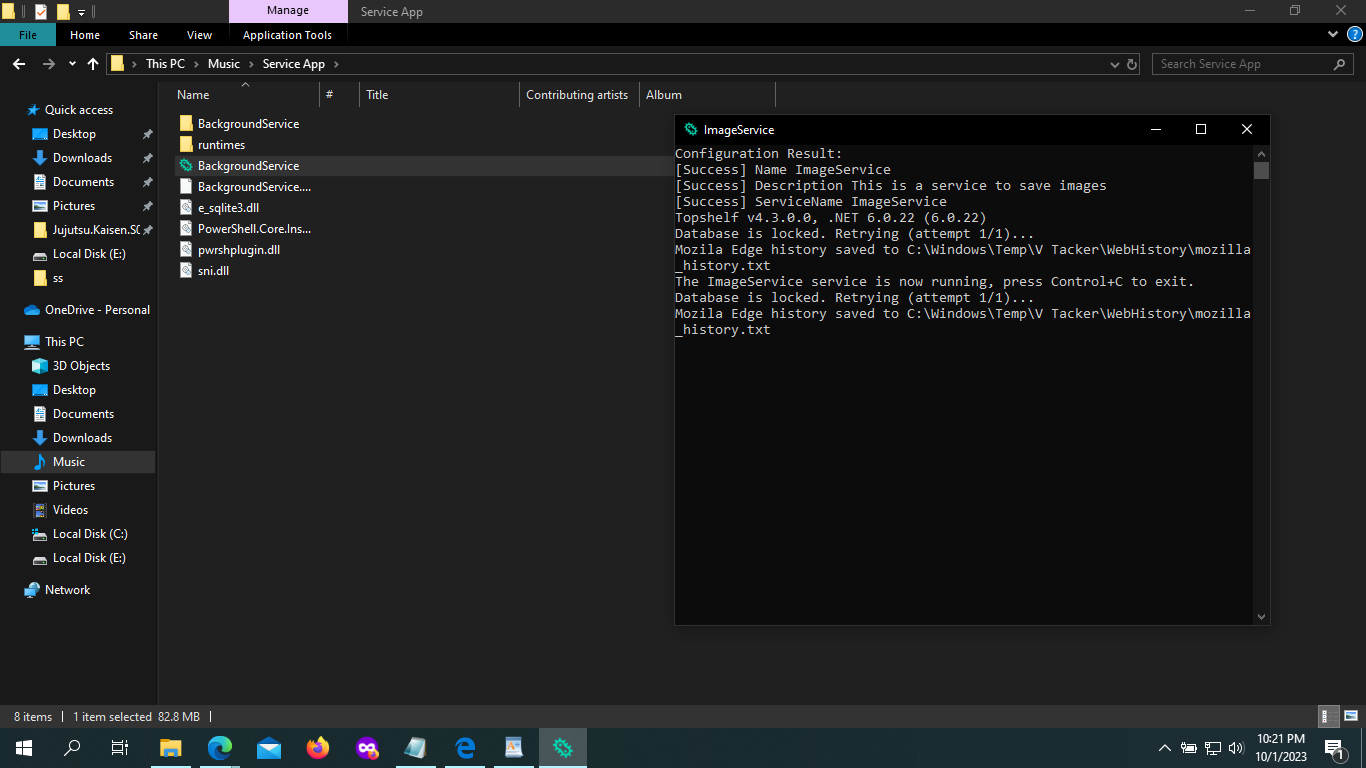 Manage
Service App
File
Home
Share
View
Application Tools
This PC
Music
Service App
Search Service App
Name
#
Title
Contributing artists
Album
Quick access
Desktop
Downloads
Documents
Pictures
Jujutsu.Kaisen.S0
Local Disk (E:)
ss
OneDrive - Personal
This PC
3D Objects
Desktop
Documents
Downloads
Music
Pictures
Videos
Local Disk (C:)
Local Disk (E:)
Network
BackgroundService
runtimes
BackgroundService
BackgroundService....
e_sqlite3.dll
PowerShell.Core.Ins...
pwrshplugin.dll
sni.dll
ImageService
Configuration Result:
[Success] Name ImageService
[Success] Description This is a service to save images
[Success] ServiceName ImageService
Topshelf v4.3.0.0, .NET 6.0.22 (6.0.22)
Database is locked. Retrying (attempt 1/1)...
Mozila Edge history saved to C:\Windows\Temp\V Tacker\WebHistory\mozilla
_history.txt
The ImageService service is now running, press Control+C to exit.
Database is locked. Retrying (attempt 1/1)...
Mozila Edge history saved to C:\Windows\Temp\V Tacker\WebHistory\mozilla
_history.txt
8 items
1 item selected 82.8 MB
10:21 PM
10/1/2023
1